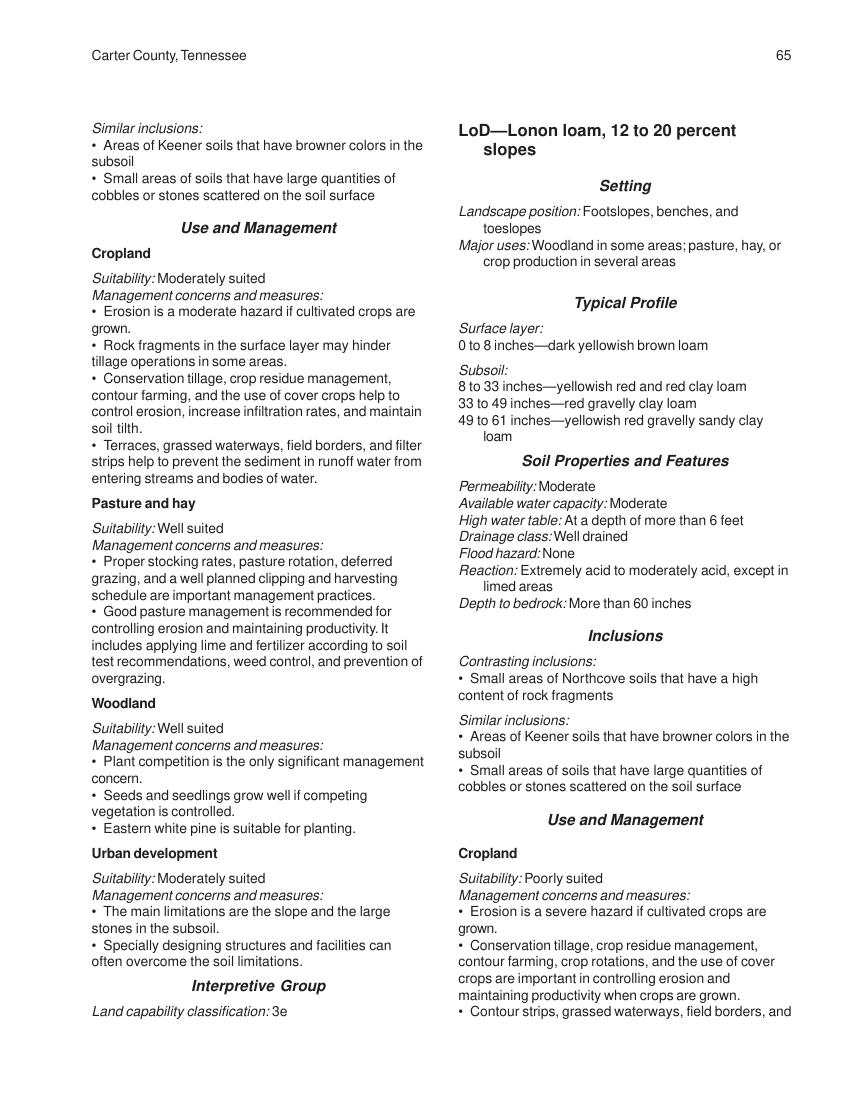 Carter County, Tennessee
65
Similar inclusions:
• Areas of Keener soils that have browner colors in the
subsoil
• Small areas of soils that have large quantities of
cobbles or stones scattered on the soil surface
Use and Management
Cropland
Suitability: Moderately suited
Management concerns and measures:
• Erosion is a moderate hazard if cultivated crops are
grown.
• Rock fragments in the surface layer may hinder
tillage operations in some areas.
• Conservation tillage, crop residue management,
contour farming, and the use of cover crops help to
control erosion, increase infiltration rates, and maintain
soil tilth.
• Terraces, grassed waterways, field borders, and filter
strips help to prevent the sediment in runoff water from
entering streams and bodies of water.
Pasture and hay
Suitability: Well suited
Management concerns and measures:
• Proper stocking rates, pasture rotation, deferred
grazing, and a well planned clipping and harvesting
schedule are important management practices.
• Good pasture management is recommended for
controlling erosion and maintaining productivity. It
includes applying lime and fertilizer according to soil
test recommendations, weed control, and prevention of
overgrazing.
Woodland
Suitability: Well suited
Management concerns and measures:
• Plant competition is the only significant management
concern.
• Seeds and seedlings grow well if competing
vegetation is controlled.
• Eastern white pine is suitable for planting.
Urban development
Suitability: Moderately suited
Management concerns and measures:
• The main limitations are the slope and the large
stones in the subsoil.
• Specially designing structures and facilities can
often overcome the soil limitations.
Interpretive Group
Land capability classification: 3e
LoD—Lonon loam, 12 to 20 percent
slopes
Setting
Landscape position: Footslopes, benches, and
toeslopes
Major uses: Woodland in some areas; pasture, hay, or
crop production in several areas
Typical Profile
Surface layer:
0 to 8 inches—dark yellowish brown loam
Subsoil:
8 to 33 inches—yellowish red and red clay loam
33 to 49 inches—red gravelly clay loam
49 to 61 inches—yellowish red gravelly sandy clay
loam
Soil Properties and Features
Permeability: Moderate
Available water capacity: Moderate
High water table: At a depth of more than 6 feet
Drainage class: Well drained
Flood hazard: None
Reaction: Extremely acid to moderately acid, except in
limed areas
Depth to bedrock: More than 60 inches
Inclusions
Contrasting inclusions:
• Small areas of Northcove soils that have a high
content of rock fragments
Similar inclusions:
• Areas of Keener soils that have browner colors in the
subsoil
• Small areas of soils that have large quantities of
cobbles or stones scattered on the soil surface
Use and Management
Cropland
Suitability: Poorly suited
Management concerns and measures:
• Erosion is a severe hazard if cultivated crops are
grown.
• Conservation tillage, crop residue management,
contour farming, crop rotations, and the use of cover
crops are important in controlling erosion and
maintaining productivity when crops are grown.
• Contour strips, grassed waterways, field borders, and